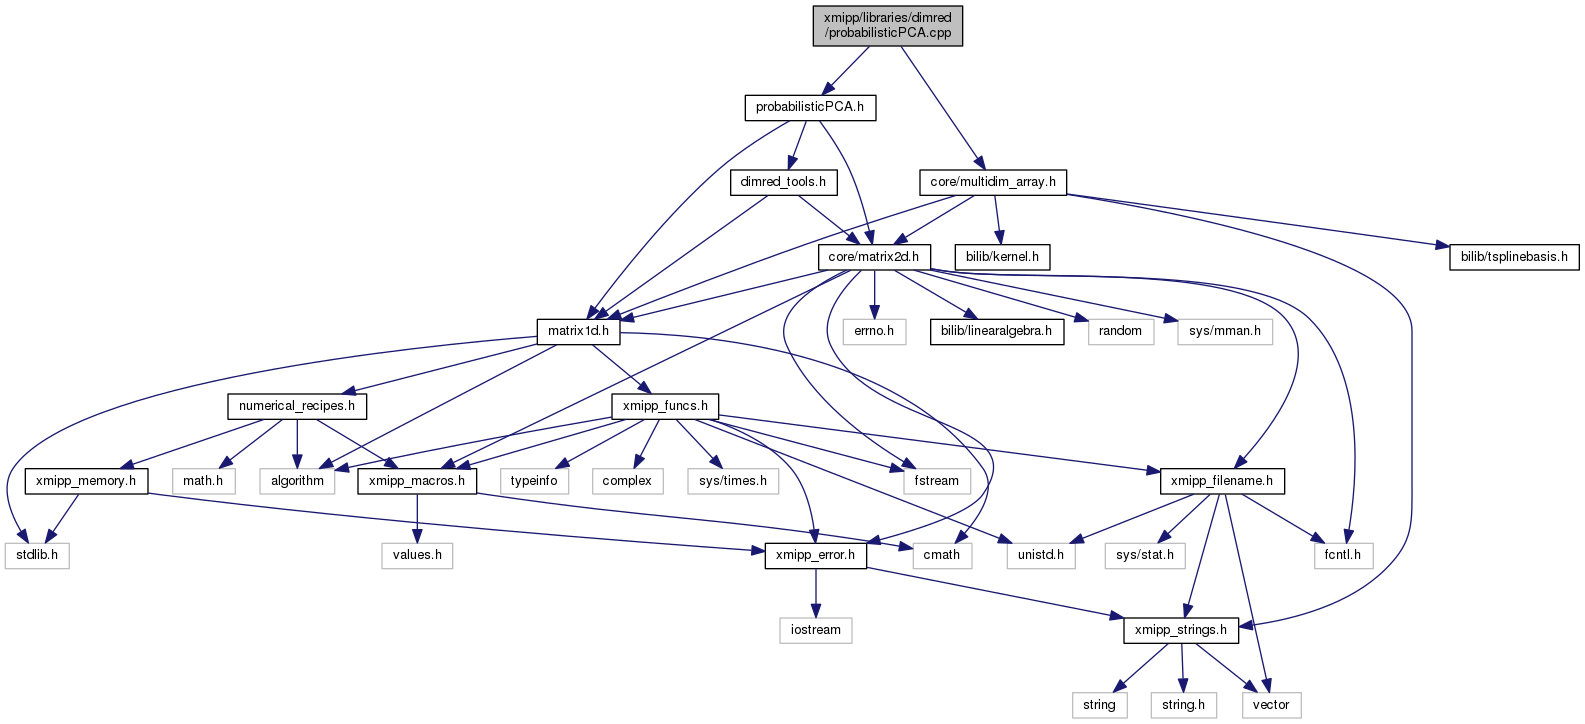 xmipp/libraries/dimred
/probabilisticPCA.cpp
probabilisticPCA.h
dimred_tools.h
core/multidim_array.h
core/matrix2d.h
bilib/kernel.h
bilib/tsplinebasis.h
matrix1d.h
errno.h
bilib/linearalgebra.h
random
sys/mman.h
numerical_recipes.h
xmipp_funcs.h
xmipp_memory.h
math.h
algorithm
xmipp_macros.h
typeinfo
complex
sys/times.h
fstream
xmipp_filename.h
stdlib.h
values.h
xmipp_error.h
cmath
unistd.h
sys/stat.h
fcntl.h
iostream
xmipp_strings.h
string
string.h
vector